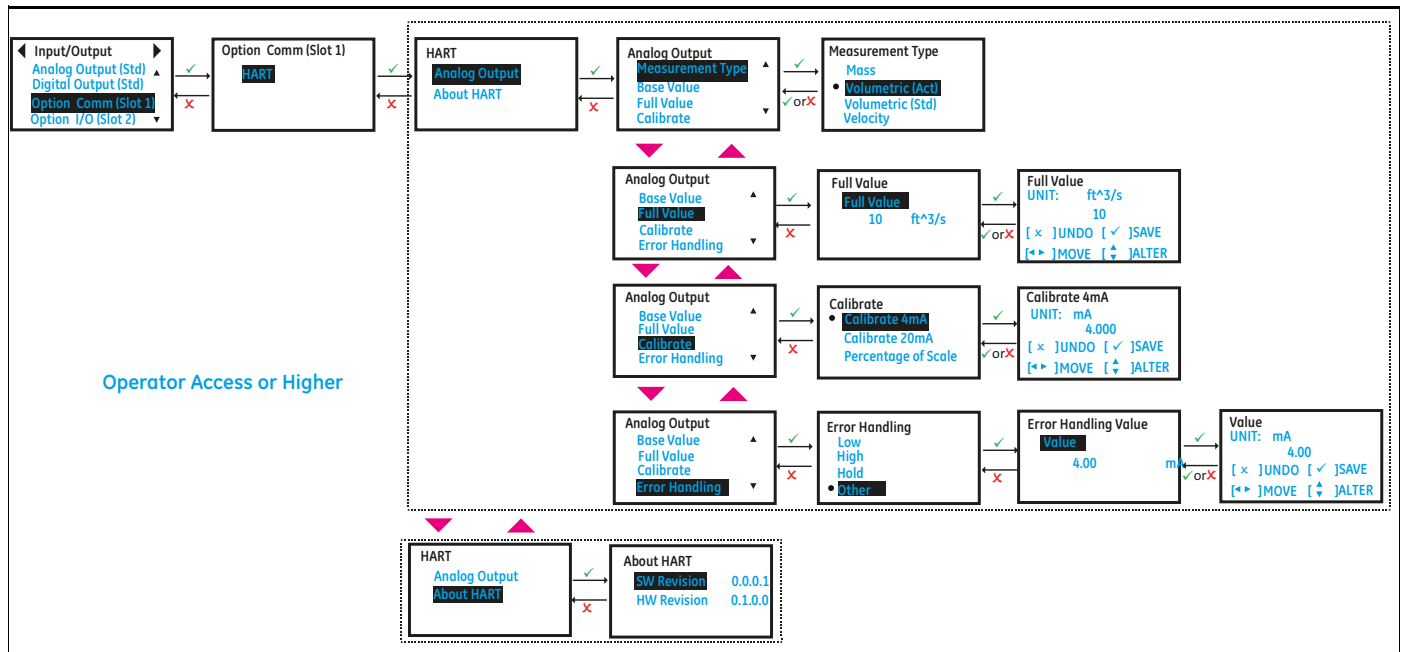 Input/Output
Analog Output (Std)
Digital Output (Std)
Option Comm (Slot 1)
Option I/O (Slot 2)
✓
x
Option Comm (Slot 1)
HART
✓
x
HART
Analog Output
About HART
✓
x
Analog Output
Measurement Type
Base Value
Full Value
Calibrate
✓
✓orx
Measurement Type
Mass
Volumetric (Act)
Volumetric (Std)
Velocity
Analog Output
Base Value
Full Value
Calibrate
Error Handling
✓
x
Full Value
Full Value
10 ft^3/s
✓
✓orx
Full Value
UNIT: ft^3/s
10
[ x ]UNDO [ ✓ ]SAVE
[◄► ]MOVE [ ▲▼ ]ALTER
Analog Output
Base Value
Full Value
Calibrate
Error Handling
✓
x
Calibrate
Calibrate 4mA
Calibrate 20mA
Percentage of Scale
✓
✓orx
Calibrate 4mA
UNIT: mA
4.000
[ x ]UNDO [ ✓ ]SAVE
[◄► ]MOVE [ ▲▼ ]ALTER
Operator Access or Higher
Analog Output
Base Value
Full Value
Calibrate
Error Handling
✓
x
Error Handling
Low
High
Hold
Other
✓
x
Error Handling Value
Value
4.00 mA
✓
✓orx
Value
UNIT: mA
4.00
[ x ]UNDO [ ✓ ]SAVE
[◄► ]MOVE [ ▲▼ ]ALTER
HART
Analog Output
About HART
✓
x
About HART
SW Revision 0.0.0.1
HW Revision 0.1.0.0